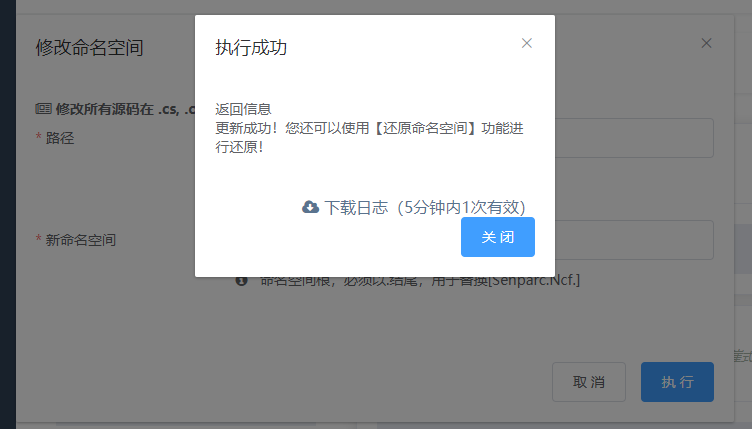 修改命名空间
执行成功
修改所有源码在 .cs, .c
返回信息
更新成功！您还可以使用【还原命名空间】功能进
行还原！
* 路径
下载日志（5分钟内1次有效）
* 新命名空间
关 闭
命名空间根，必须以.结尾，用于替换[Senparc.Ncf.]
取 消
执 行